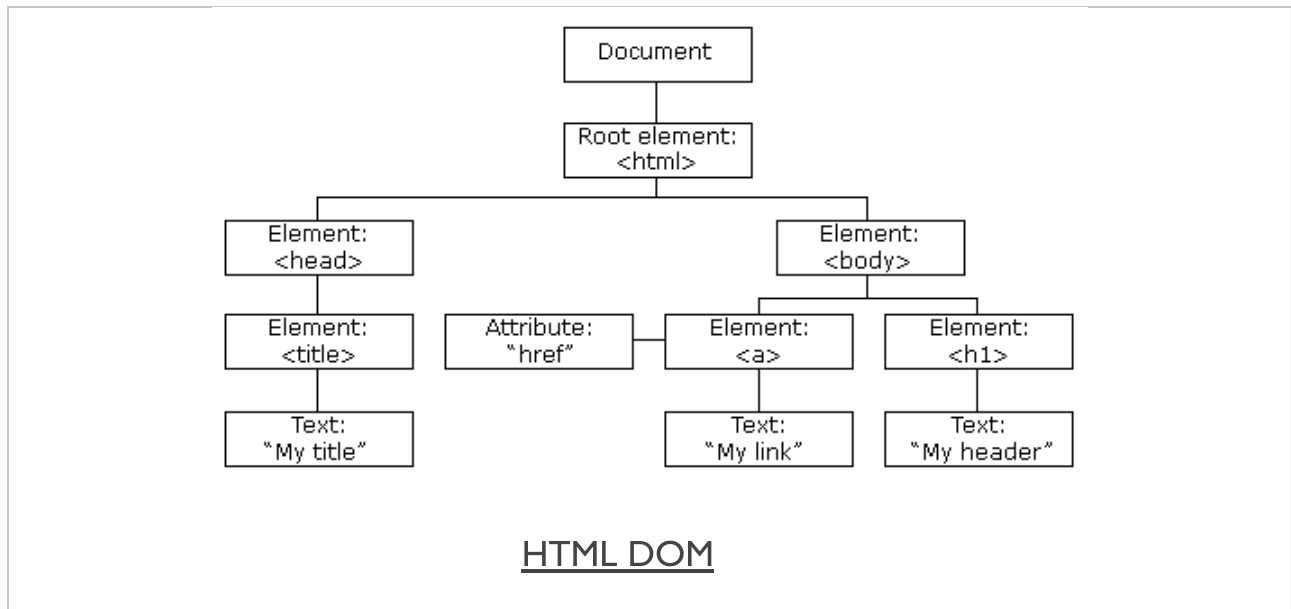 Document
Root element:
<html>
Element:
<head>
Element:
<body>
Element:
<title>
Attribute:
“href”
Element:
<a>
Element:
<h1>
Text:
“My title”
Text:
“My link”
Text:
“My header”
HTML DOM